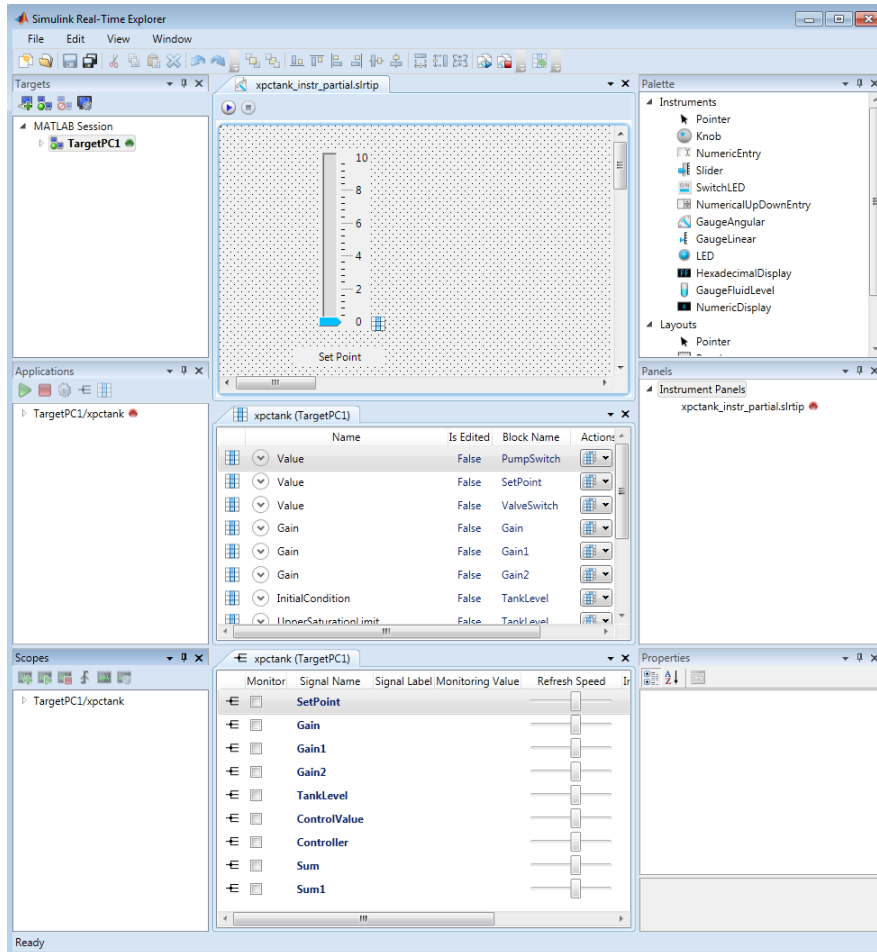 Simulink Real-Time Explorer
File Edit View Window
Targets
MATLAB Session
TargetPC1
xpctank_instr_partial.slrtip
10
8
6
4
2
0
Set Point
Palette
Instruments
Pointer
Knob
NumericEntry
Slider
SwitchLED
NumericalUpDownEntry
GaugeAngular
GaugeLinear
LED
HexadecimalDisplay
GaugeFluidLevel
NumericDisplay
Layouts
Pointer
Applications
TargetPC1/xpctank
xpctank (TargetPC1)
Name Is Edited Block Name Actions
Value False PumpSwitch
Value False SetPoint
Value False ValveSwitch
Gain False Gain
Gain False Gain1
Gain False Gain2
InitialCondition False TankLevel
UpperSaturationLimit False TankLevel
Panels
Instrument Panels
xpctank_instr_partial.slrtip
Scopes
TargetPC1/xpctank
xpctank (TargetPC1)
Monitor Signal Name Signal Label Monitoring Value Refresh Speed
SetPoint
Gain
Gain1
Gain2
TankLevel
ControlValue
Controller
Sum
Sum1
Properties
Ready